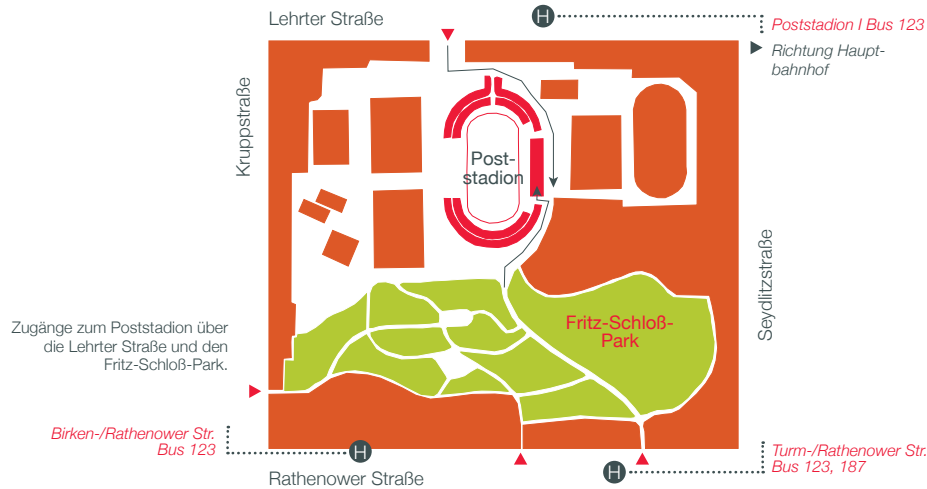 Lehrter Straße
H
Poststadion I Bus 123
Richtung Haupt-
bahnhof
Kruppstraße
Post-
stadion
Seydlitzstraße
Fritz-Schloß-
Park
Zugänge zum Poststadion über
die Lehrter Straße und den
Fritz-Schloß-Park.
Birken-/Rathenower Str.
Bus 123
H
Rathenower Straße
H
Turm-/Rathenower Str.
Bus 123, 187